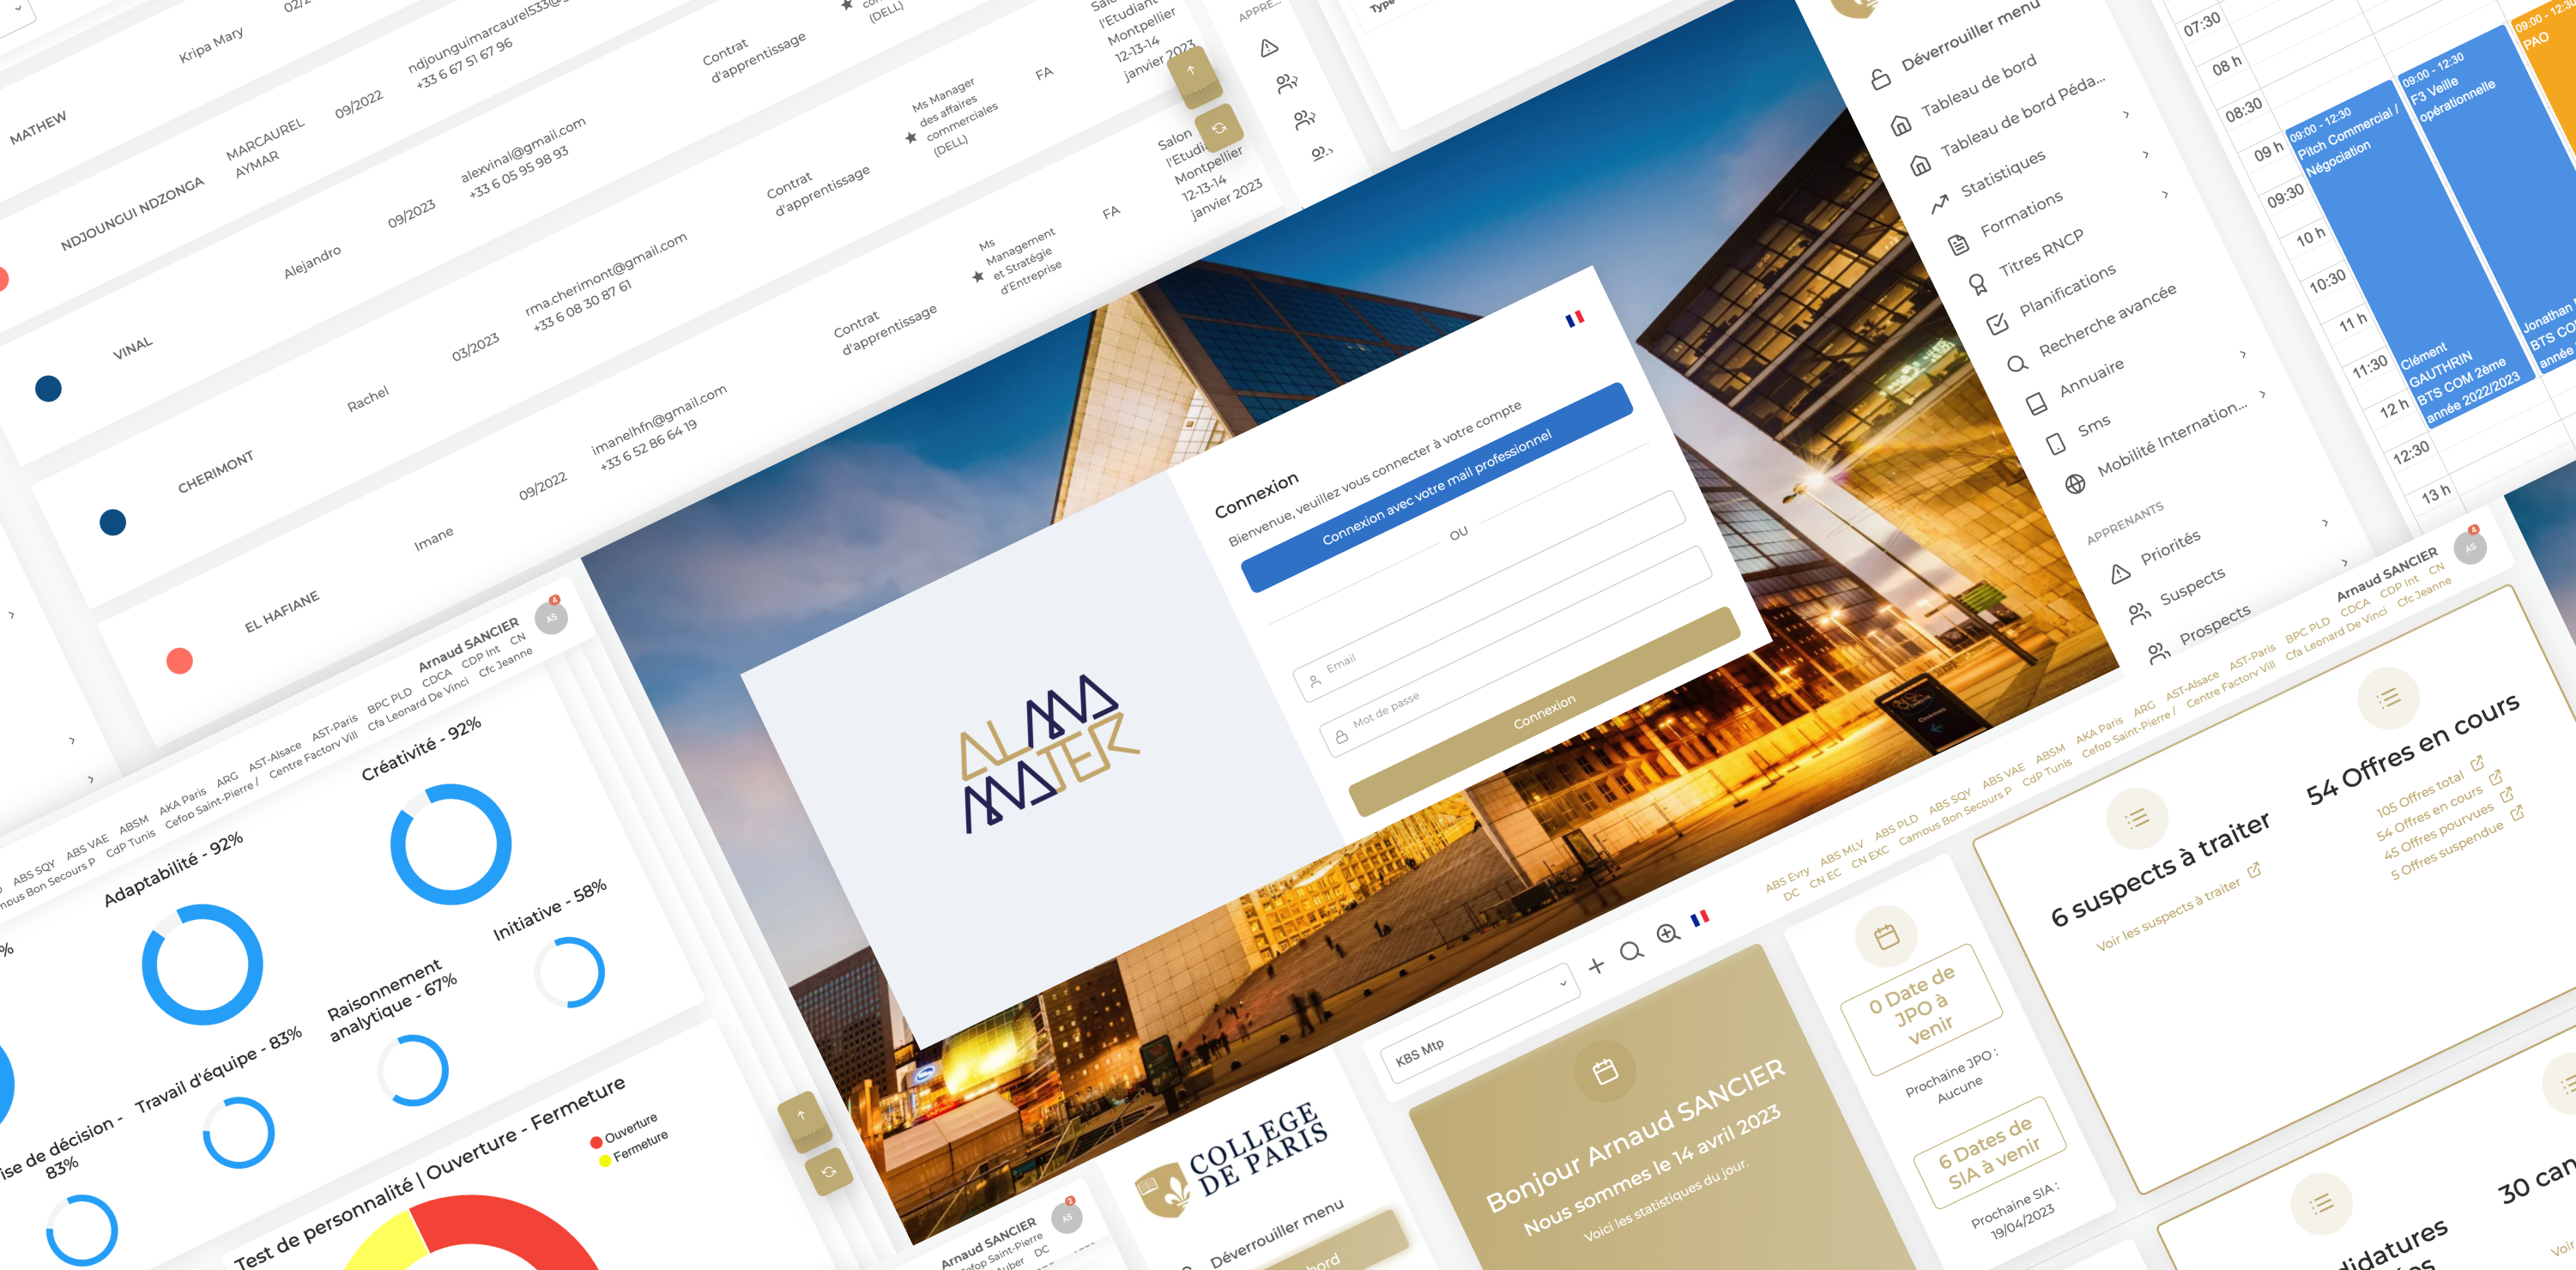 MATHEW
Kripa Mary
NDJOUNGUI NDZONGA
MARCAUREL
AYMAR
09/2022
+33 6 67 51 67 96
Contrat
d'apprentissage
(DELL)
Salon
l'Etudiant
Montpellier
12-13-14
janvier 2023
VINAL
Alejandro
09/2023
alexvinal@gmail.com
+33 6 05 95 98 93
Contrat
d'apprentissage
Ms Manager
des affaires
commerciales
(DELL)
FA
Salon
Montpellier
12-13-14
janvier 2023
CHERIMONT
Rachel
03/2023
rma.cherimont@gmail.com
+33 6 08 30 87 61
Contrat
d'apprentissage
Ms
Management
et Stratégie
d'Entreprise
FA
EL HAFIANE
Imane
09/2022
imanelhfn@gmail.com
+33 6 52 86 64 19
APPRE...
Type
Déverrouiller menu
Tableau de bord
Tableau de bord Péda...
Statistiques
Formations
Titres RNCP
Planifications
Recherche avancée
Annuaire
Sms
Mobilité Internation...
APPRENANTS
Priorités
Suspects
Prospects
07:30
08 h
08:30
09 h
09:30
10 h
10:30
11 h
11:30
12 h
12:30
13 h
09:00 - 12:30
Pitch Commercial /
Négociation
Clément
GAUTHRIN
BTS COM 2ème
année 2022/2023
09:00 - 12:30
F3 Veille
opérationnelle
Jonathan
09:00 - 12:30
PAO
Connexion
Bienvenue, veuillez vous connecter à votre compte
Connexion avec votre mail professionnel
OU
Email
Mot de passe
Connexion
ALMA
MATER
Arnaud SANCIER
AS
4
ABS SQY ABS VAE ABSM AKA Paris ARG AST-Alsace AST-Paris BPC PLD CDCA CDP Int CN
CdP Tunis Cefop Saint-Pierre / Centre Factory Vill Cfa Leonard De Vinci Cfc Jeanne
Créativité - 92%
Adaptabilité - 92%
Initiative - 58%
Raisonnement
analytique - 67%
Travail d'équipe - 83%
83%
Test de personnalité | Ouverture - Fermeture
Ouverture
Fermeture
Arnaud SANCIER
AS
2
DC
COLLEGE
DE PARIS
Déverrouiller menu
KBS Mtp
Bonjour Arnaud SANCIER
Nous sommes le 14 avril 2023
Voici les statistiques du jour.
Arnaud SANCIER
AS
4
ABS Evry ABS MLV ABS PLD ABS SQY ABS VAE ABSM AKA Paris ARG AST-Alsace AST-Paris BPC PLD CDCA CDP Int CN
DC CN EC CN EXC Campus Bon Secours P CdP Tunis Cefop Saint-Pierre / Centre Factory Vill Cfa Leonard De Vinci Cfc Jeanne
0 Date de
JPO à
venir
Prochaine JPO :
Aucune
6 Dates de
SIA à venir
Prochaine SIA :
19/04/2023
6 suspects à traiter
Voir les suspects à traiter
54 Offres en cours
105 Offres total
54 Offres en cours
45 Offres pourvues
5 Offres suspendue